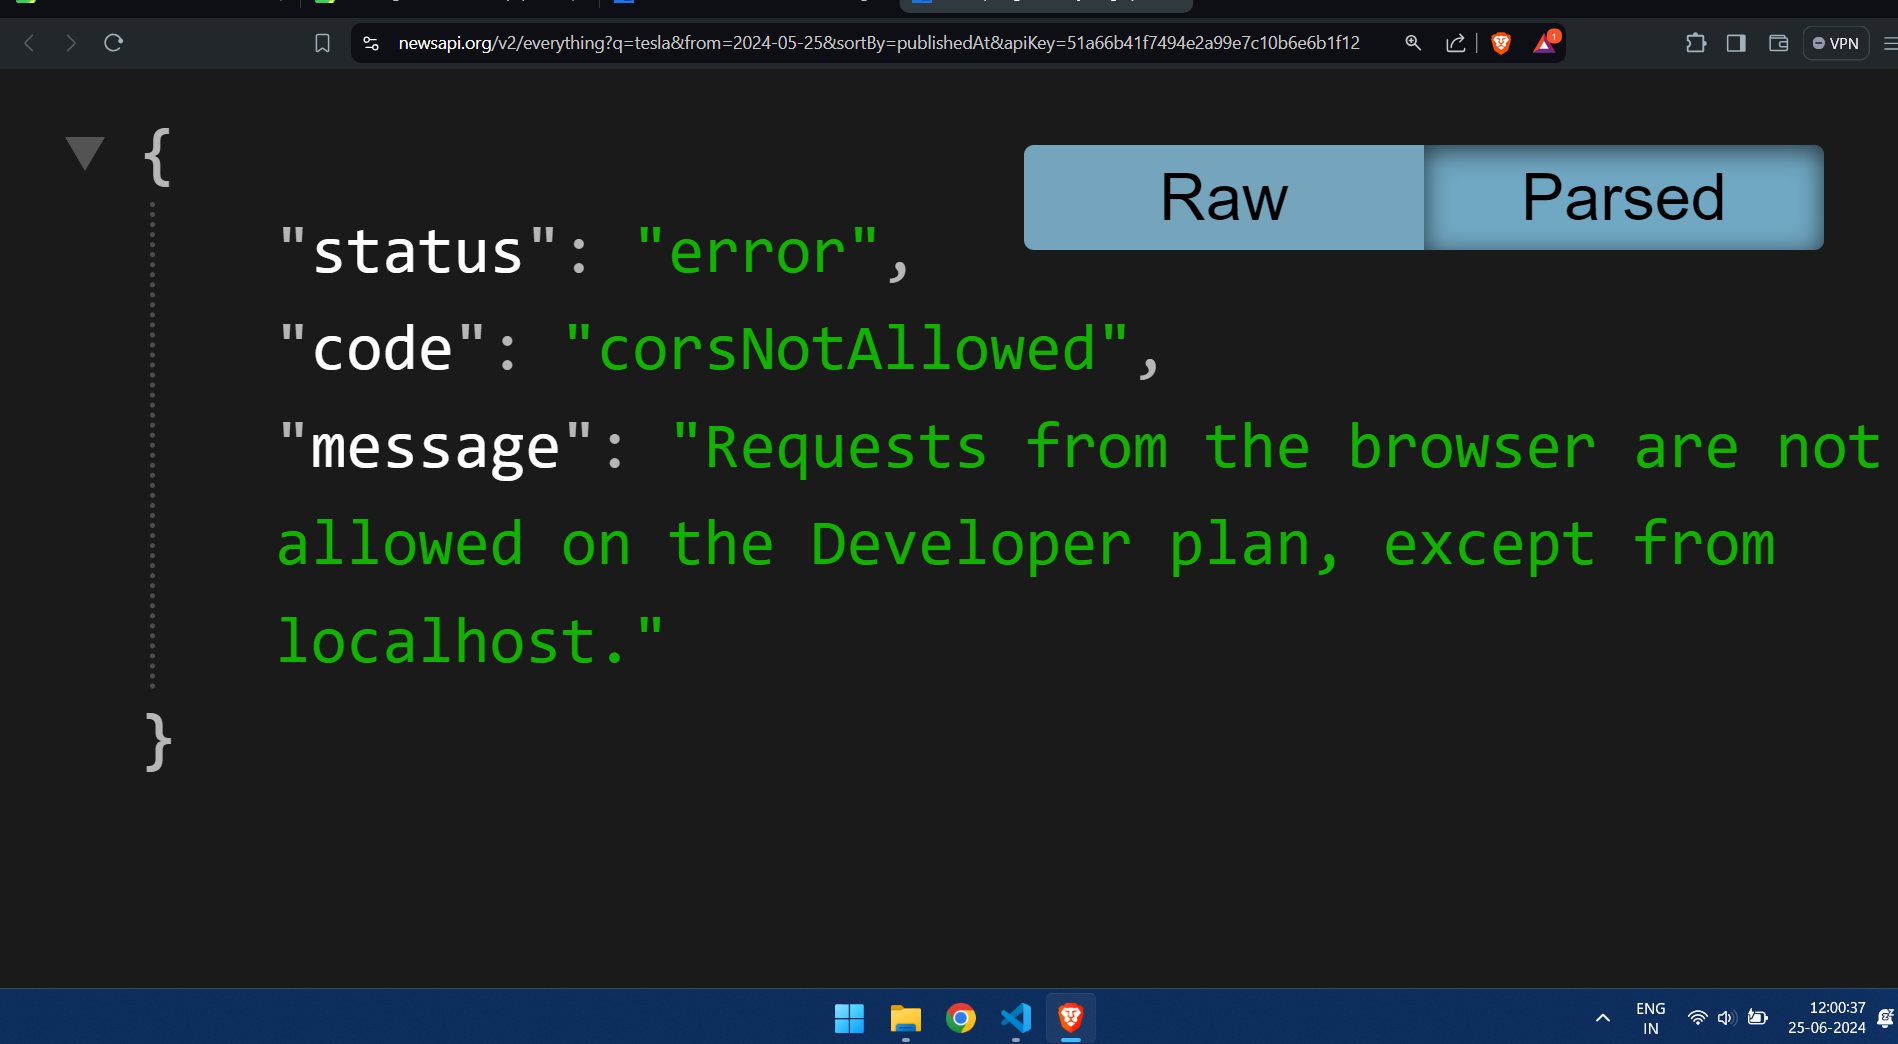 newsapi.org/v2/everything?q=tesla&from=2024-05-25&sortBy=publishedAt&apiKey=51a66b41f7494e2a99e7c10b6e6b1f12
1
VPN
{
Raw
Parsed
"status": "error",
"code": "corsNotAllowed",
"message": "Requests from the browser are not
allowed on the Developer plan, except from
localhost."
}
ENG
IN
12:00:37
25-06-2024